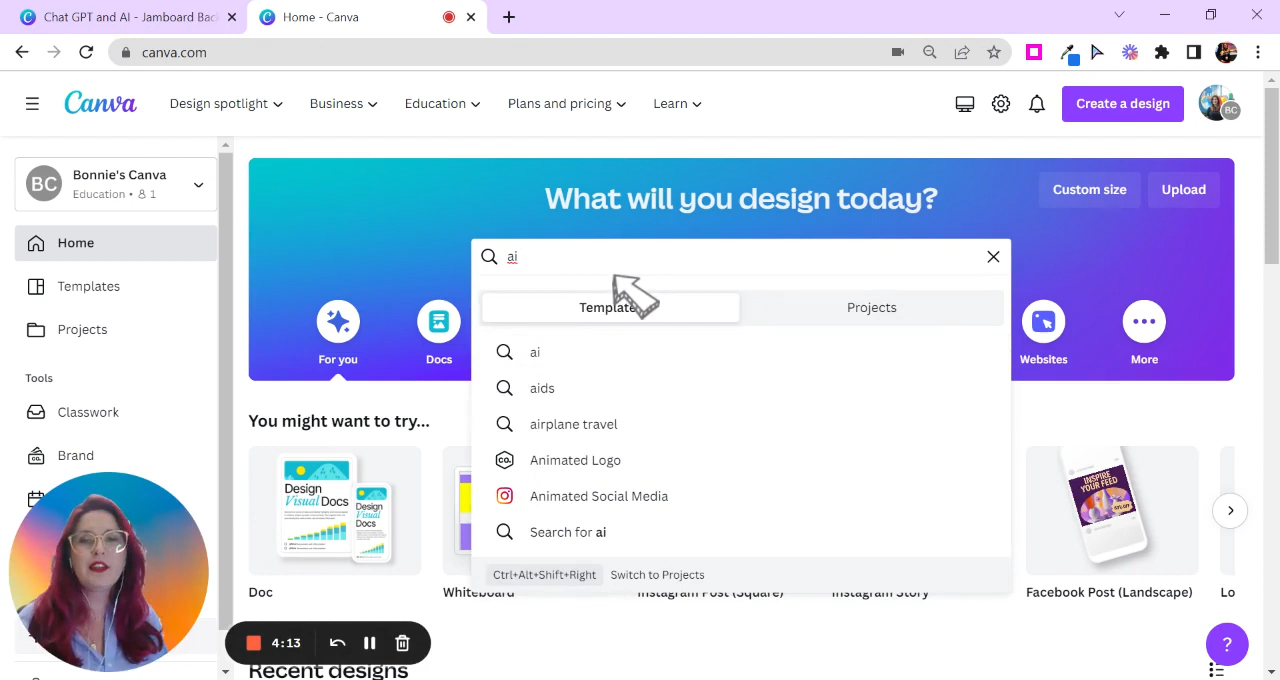 Chat GPT and AI - Jamboard Bac
Home - Canva
canva.com
Canva
Design spotlight
Business
Education
Plans and pricing
Learn
Create a design
BC
BC
Bonnie's Canva
Education • 1
Home
Templates
Projects
Tools
Classwork
Brand
What will you design today?
Custom size
Upload
ai
Templates
Projects
ai
ads
airplane travel
Animated Logo
Animated Social Media
Search for ai
Ctrl+Alt+Shift+Right
Switch to Projects
For you
Docs
Websites
More
You might want to try...
Design
Visual Docs
Design
Visual Docs
INSPIRE
YOUR FEED
Doc
Whiteboard
Instagram Post (Square)
Instagram Story
Facebook Post (Landscape)
Lo
4:13
Recent designs
?